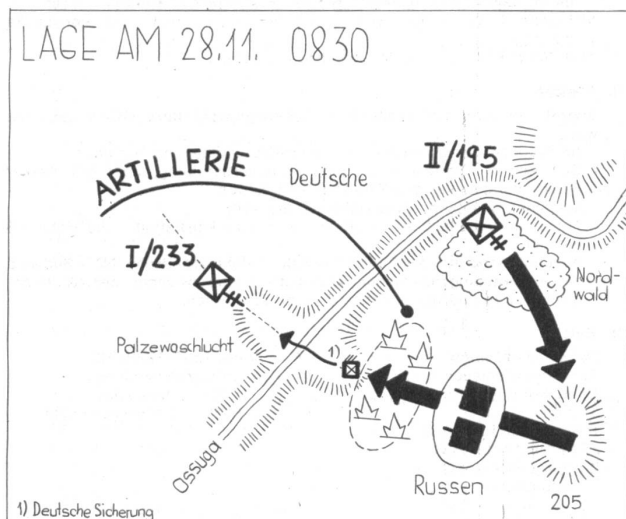 LAGE AM 28.11. 0830
II/195
ARTILLERIE
Deutsche
I/233
Nord-
wald
Palzewoschlucht
1)
Ossuga
Russen
205
1) Deutsche Sicherung